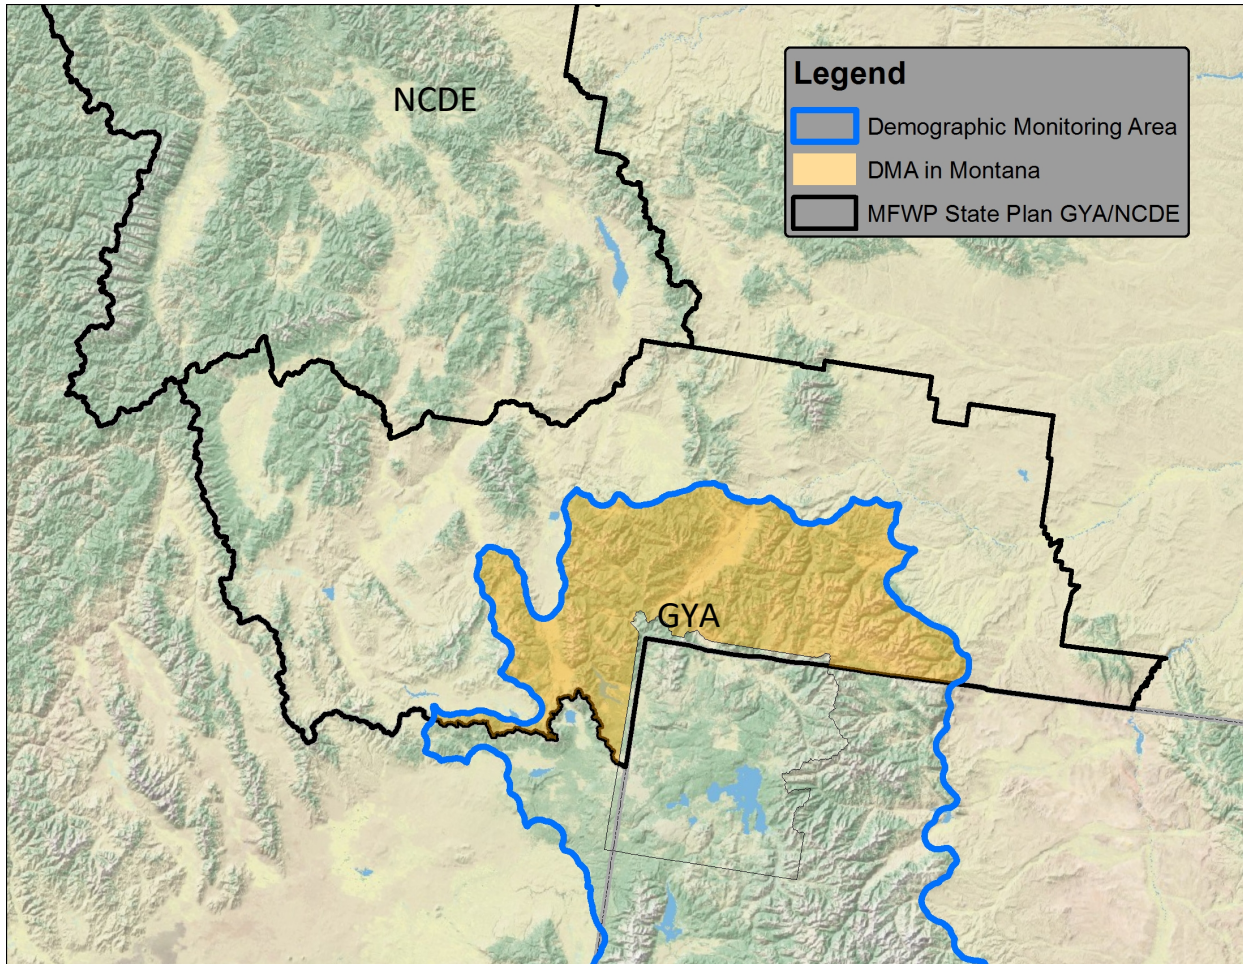 NCDE
Legend
Demographic Monitoring Area
DMA in Montana
MFWP State Plan GYA/NCDE
GYA